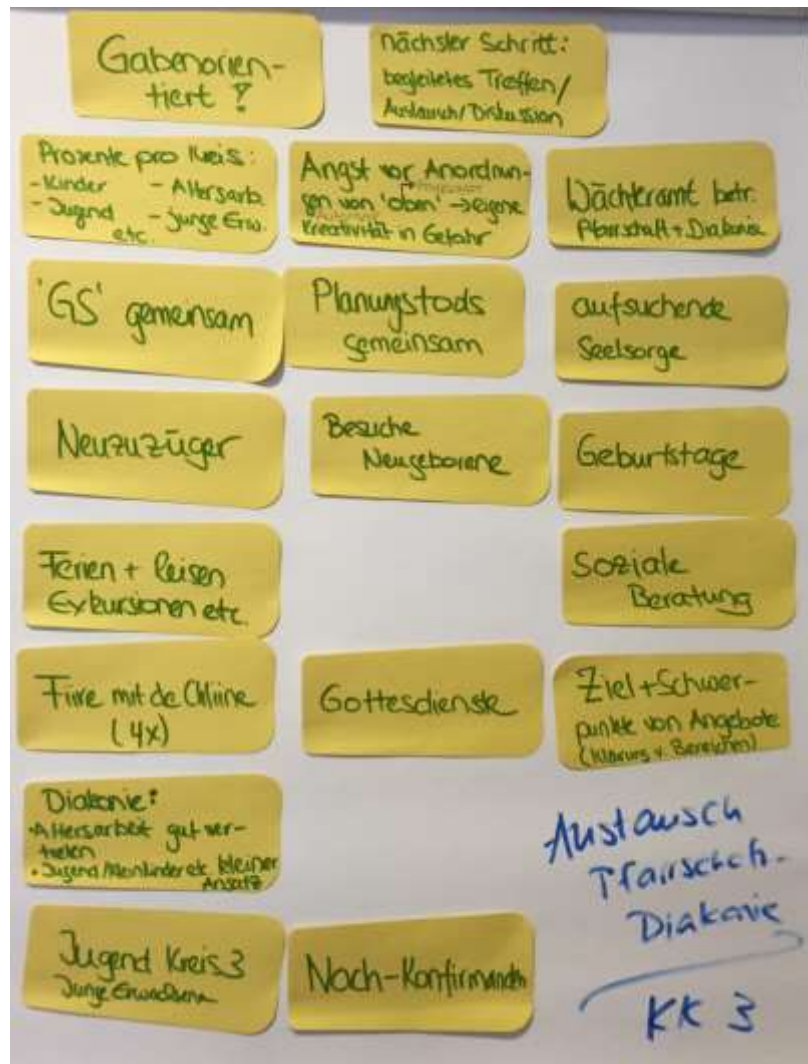 Gabenorien-
tiert !
nächster Schritt:
begleitetes Treffen/
Austausch/Diskussion
Prozente pro Kreis:
- Kinder - Altersarb.
- Jugend - junge Erw.
etc.
Angst vor Anordnun-
gen von 'oben' → eigene
Kreativität in Gefahr
Wächteramt betr.
Pfarrschaft + Diakonie
'GS' gemeinsam
Planungstools
gemeinsam
aufsuchende
Seelsorge
Neuzuzüger
Besuche
Neugeborene
Geburtstage
Ferien + Reisen
Exkursionen etc.
Soziale
Beratung
Fiire mit de Chliine
(4x)
Gottesdienste
Ziel + Schwer-
punkte von Angebote
(Klärung v. Bereichen)
Diakonie:
• Altersarbeit gut ver-
treten
• Jugend/Kleinkinder etc. kleiner
Ansatz
Jugend Kreis 3
Junge Erwachsene
Noch-Konfirmanden
Austausch
Pfarrschaft-
Diakonie
KK 3